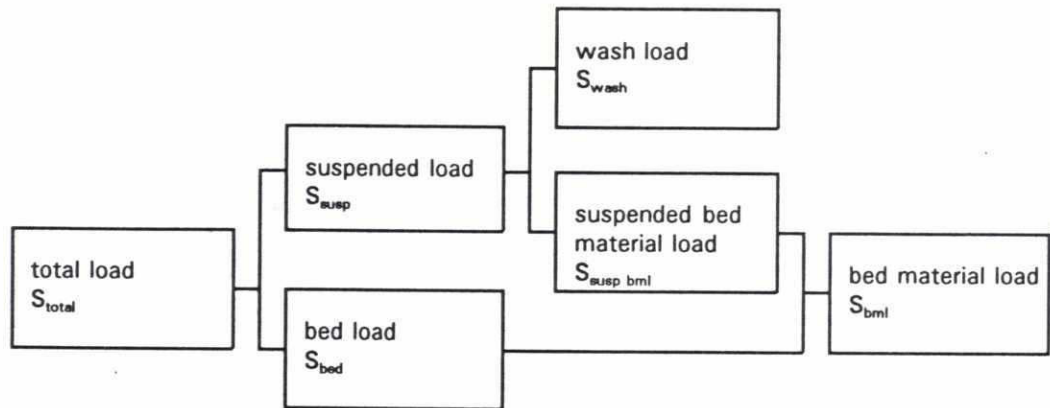 wash load
S_wash
suspended load
S_susp
suspended bed
material load
S_susp bml
total load
S_total
bed material load
S_bml
bed load
S_bed